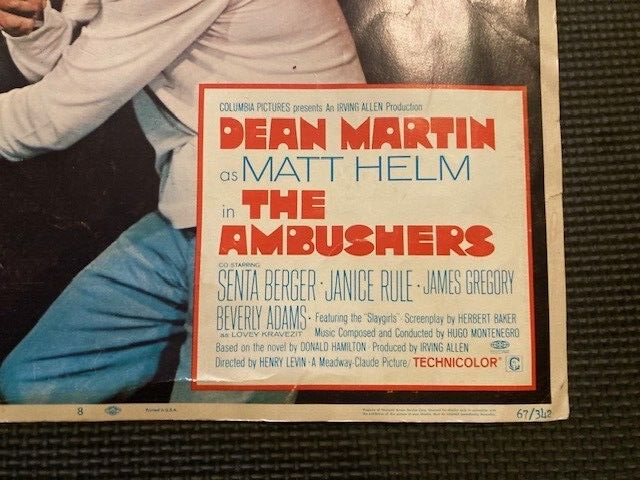 COLUMBIA PICTURES presents An IRVING ALLEN Production
DEAN MARTIN
as MATT HELM
in THE
AMBUSHERS
CO-STARRING
SENTA BERGER · JANICE RULE · JAMES GREGORY
BEVERLY ADAMS · Featuring the "Slaygirls" · Screenplay by HERBERT BAKER
as LOVEY KRAVEZIT Music Composed and Conducted by HUGO MONTENEGRO
Based on the novel by DONALD HAMILTON · Produced by IRVING ALLEN
Directed by HENRY LEVIN · A Meadway-Claude Picture/ TECHNICOLOR®
8 Printed in U.S.A. 67/342